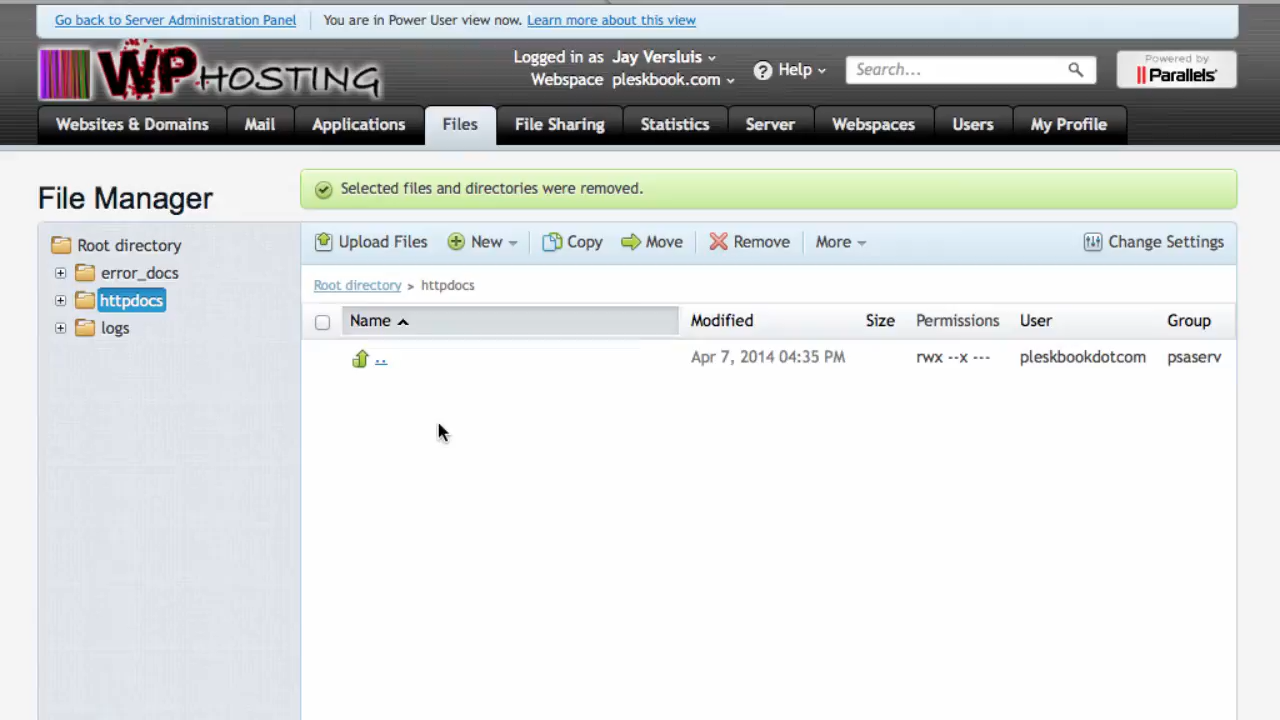 Go back to Server Administration Panel You are in Power User view now. Learn more about this view
WPHOSTING
Logged in as Jay Versluis
Webspace pleskbook.com
Help
Search...
Powered by
Parallels
Websites & Domains Mail Applications Files File Sharing Statistics Server Webspaces Users My Profile
File Manager
Selected files and directories were removed.
Root directory
error_docs
httpdocs
logs
Upload Files New Copy Move Remove More Change Settings
Root directory > httpdocs
Name Modified Size Permissions User Group
.. Apr 7, 2014 04:35 PM rwx --x --- pleskbookdotcom psaserv